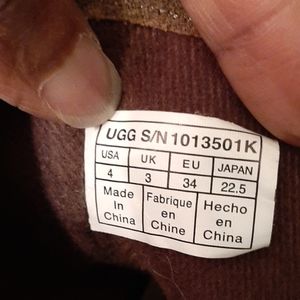 UGG S/N 1013501K
USA UK EU JAPAN
4 3 34 22.5
Made in China
Fabrique en Chine
Hecho en China